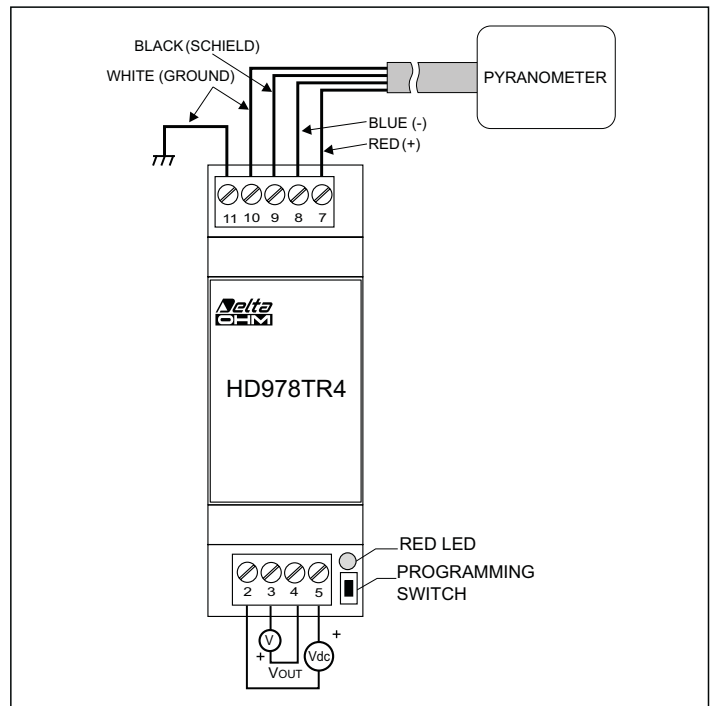 BLACK (SCHIELD)
WHITE (GROUND)
PYRANOMETER
BLUE (-)
RED (+)
11 10 9 8 7
Delta
OHM
HD978TR4
RED LED
PROGRAMMING
SWITCH
2 3 4 5
V
+
Vdc
+
VOUT